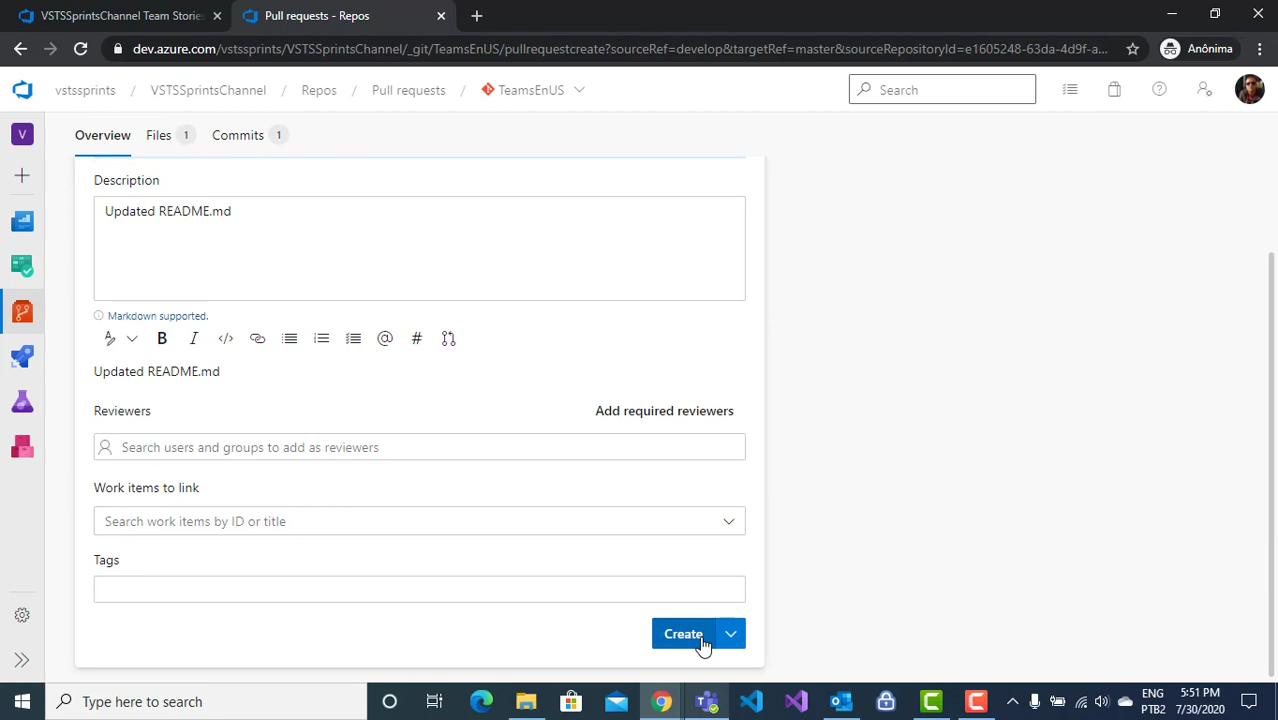 VSTSSprintsChannel Team Stories
Pull requests - Repos
dev.azure.com/vstssprints/VSTSSprintsChannel/_git/TeamsEnUS/pullrequestcreate?sourceRef=develop&targetRef=master&sourceRepositoryId=e1605248-63da-4d9f-a...
Anônima
vstssprints / VSTSSprintsChannel / Repos / Pull requests / TeamsEnUS
Search
V
Overview Files 1 Commits 1
Description
Updated README.md
Markdown supported.
B I </> @ #
Updated README.md
Reviewers
Add required reviewers
Search users and groups to add as reviewers
Work items to link
Search work items by ID or title
Tags
Create
Type here to search
ENG
PTB2
5:51 PM
7/30/2020